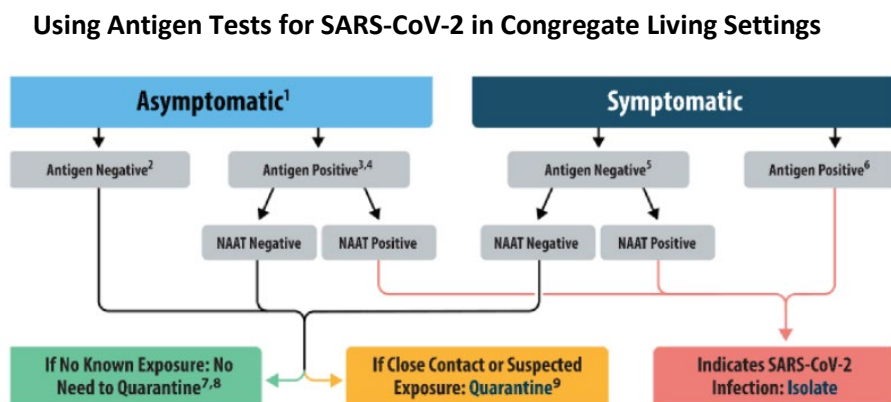 Using Antigen Tests for SARS-CoV-2 in Congregate Living Settings
Asymptomatic¹
Symptomatic
Antigen Negative²
Antigen Positive³,⁴
Antigen Negative⁵
Antigen Positive⁶
NAAT Negative
NAAT Positive
NAAT Negative
NAAT Positive
If No Known Exposure: No
Need to Quarantine⁷,⁸
If Close Contact or Suspected
Exposure: Quarantine⁹
Indicates SARS-CoV-2
Infection: Isolate